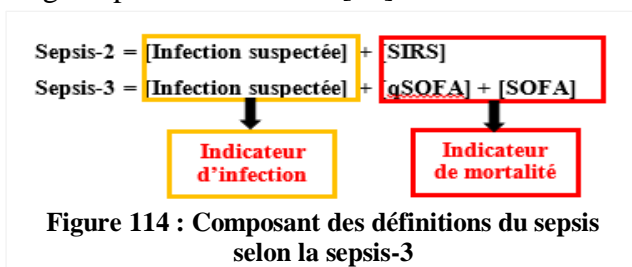 Sepsis-2 = [Infection suspectée] + [SIRS]
Sepsis-3 = [Infection suspectée] + [qSOFA] + [SOFA]
Indicateur
d'infection
Indicateur
de mortalité
Figure 114 : Composant des définitions du sepsis
selon la sepsis-3